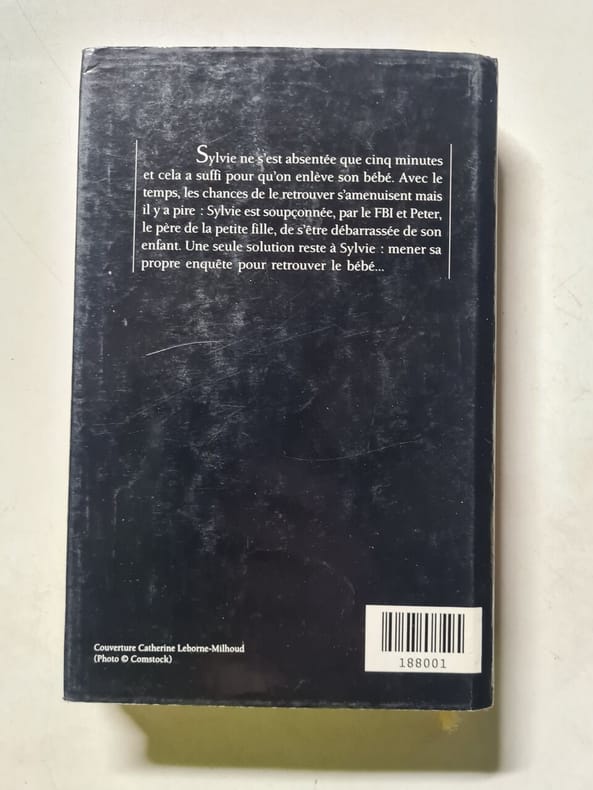 Sylvie ne s'est absentée que cinq minutes
et cela a suffi pour qu'on enlève son bébé. Avec le
temps, les chances de le retrouver s'amenuisent mais
il y a pire : Sylvie est soupçonnée, par le FBI et Peter,
le père de la petite fille, de s'être débarrassée de son
enfant. Une seule solution reste à Sylvie : mener sa
propre enquête pour retrouver le bébé...
Couverture Catherine Leborne-Milhoud
(Photo © Comstock)
188001